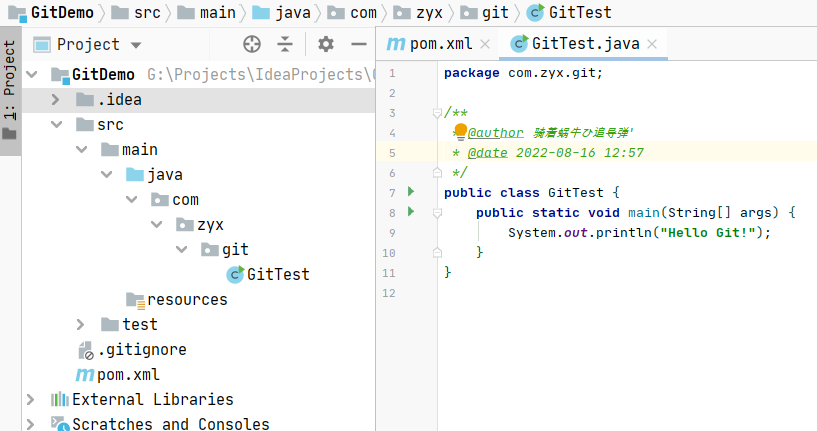 GitDemo src main java com zyx git GitTest
1: Project
Project
GitDemo G:\Projects\IdeaProjects\
.idea
src
main
java
com
zyx
git
GitTest
resources
test
.gitignore
pom.xml
External Libraries
Scratches and Consoles
pom.xml GitTest.java
1 package com.zyx.git;
2
3 /**
4 * @author 骑着蜗牛ひ追导弹'
5 * @date 2022-08-16 12:57
6 */
7 public class GitTest {
8 public static void main(String[] args) {
9 System.out.println("Hello Git!");
10 }
11 }
12